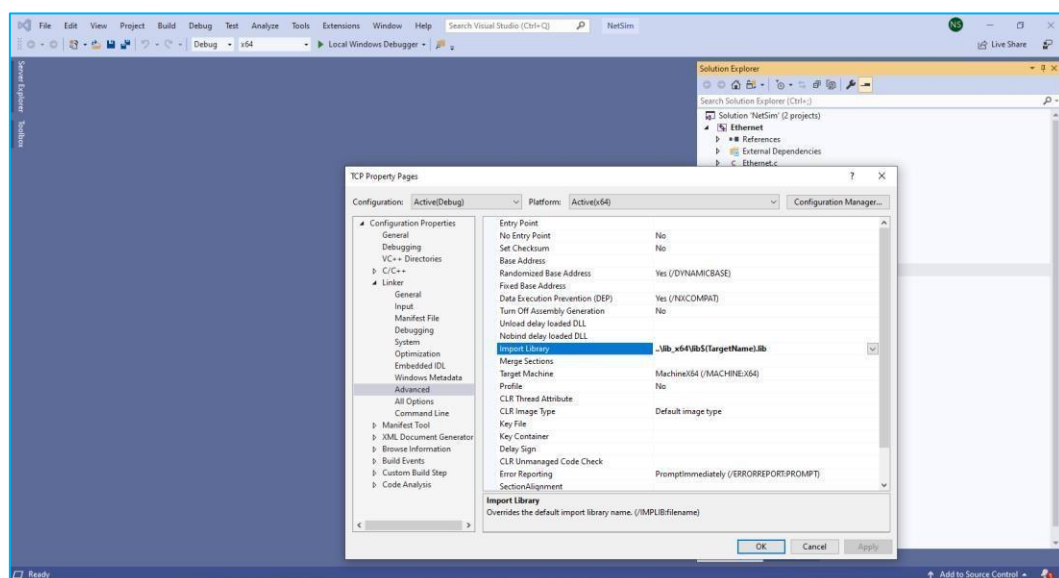 File Edit View Project Build Debug Test Analyze Tools Extensions Window Help Search Visual Studio (Ctrl+Q) NetSim NS
Debug x64 Local Windows Debugger Live Share
Server Explorer
Toolbox
Solution Explorer
Search Solution Explorer (Ctrl+;)
Solution 'NetSim' (2 projects)
Ethernet
References
External Dependencies
Ethernet.c
TCP Property Pages ? ×
Configuration: Active(Debug) Platform: Active(x64) Configuration Manager...
Configuration Properties
General
Debugging
VC++ Directories
C/C++
Linker
General
Input
Manifest File
Debugging
System
Optimization
Embedded IDL
Windows Metadata
Advanced
All Options
Command Line
Manifest Tool
XML Document Generator
Browse Information
Build Events
Custom Build Step
Code Analysis
Entry Point
No Entry Point No
Set Checksum No
Base Address
Randomized Base Address Yes (/DYNAMICBASE)
Fixed Base Address
Data Execution Prevention (DEP) Yes (/NXCOMPAT)
Turn Off Assembly Generation No
Unload delay loaded DLL
Nobind delay loaded DLL
Import Library ..\lib_x64\lib$(TargetName).lib
Merge Sections
Target Machine MachineX64 (/MACHINE:X64)
Profile No
CLR Thread Attribute
CLR Image Type Default image type
Key File
Key Container
Delay Sign
CLR Unmanaged Code Check
Error Reporting PromptImmediately (/ERRORREPORT:PROMPT)
SectionAlignment
Import Library
Overrides the default import library name. (/IMPLIB:filename)
OK Cancel Apply
Ready Add to Source Control